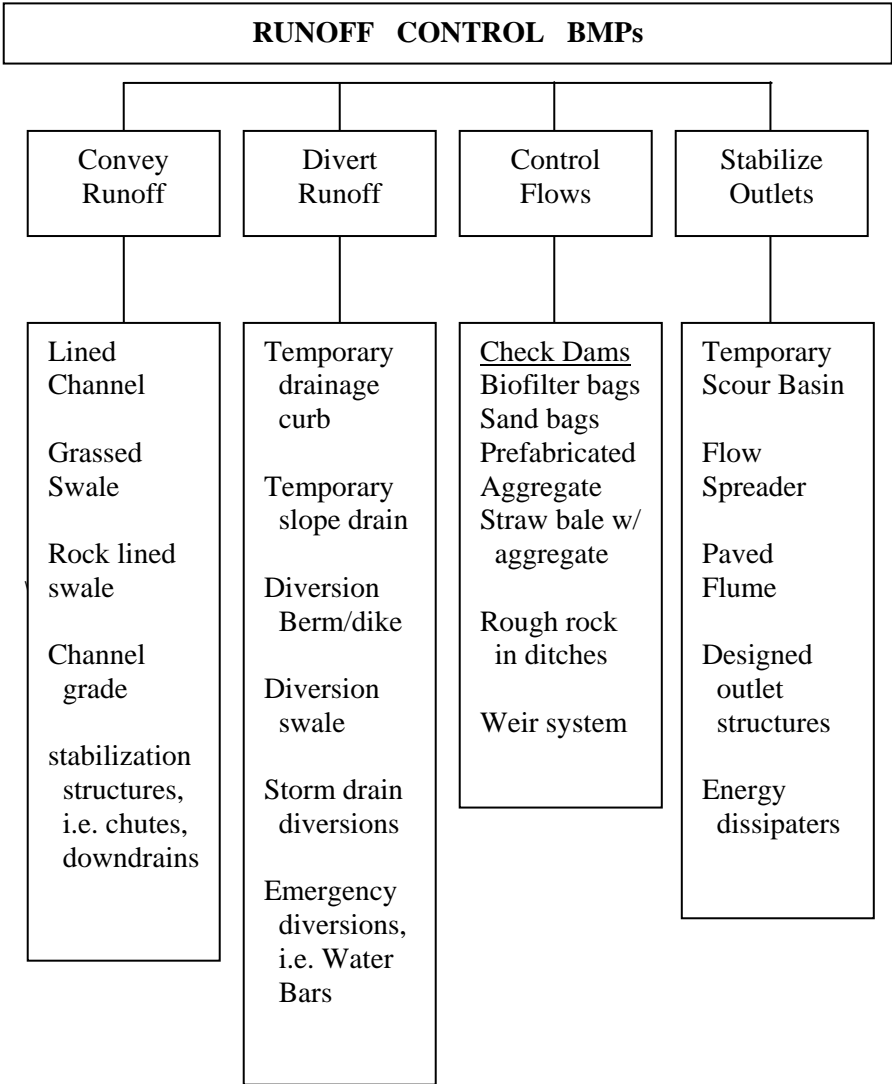 RUNOFF CONTROL BMPs
Convey
Runoff
Divert
Runoff
Control
Flows
Stabilize
Outlets
Lined
Channel
Grassed
Swale
Rock lined
swale
Channel
grade
stabilization
structures,
i.e. chutes,
downdrains
Temporary
drainage
curb
Temporary
slope drain
Diversion
Berm/dike
Diversion
swale
Storm drain
diversions
Emergency
diversions,
i.e. Water
Bars
Check Dams
Biofilter bags
Sand bags
Prefabricated
Aggregate
Straw bale w/
aggregate
Rough rock
in ditches
Weir system
Temporary
Scour Basin
Flow
Spreader
Paved
Flume
Designed
outlet
structures
Energy
dissipaters